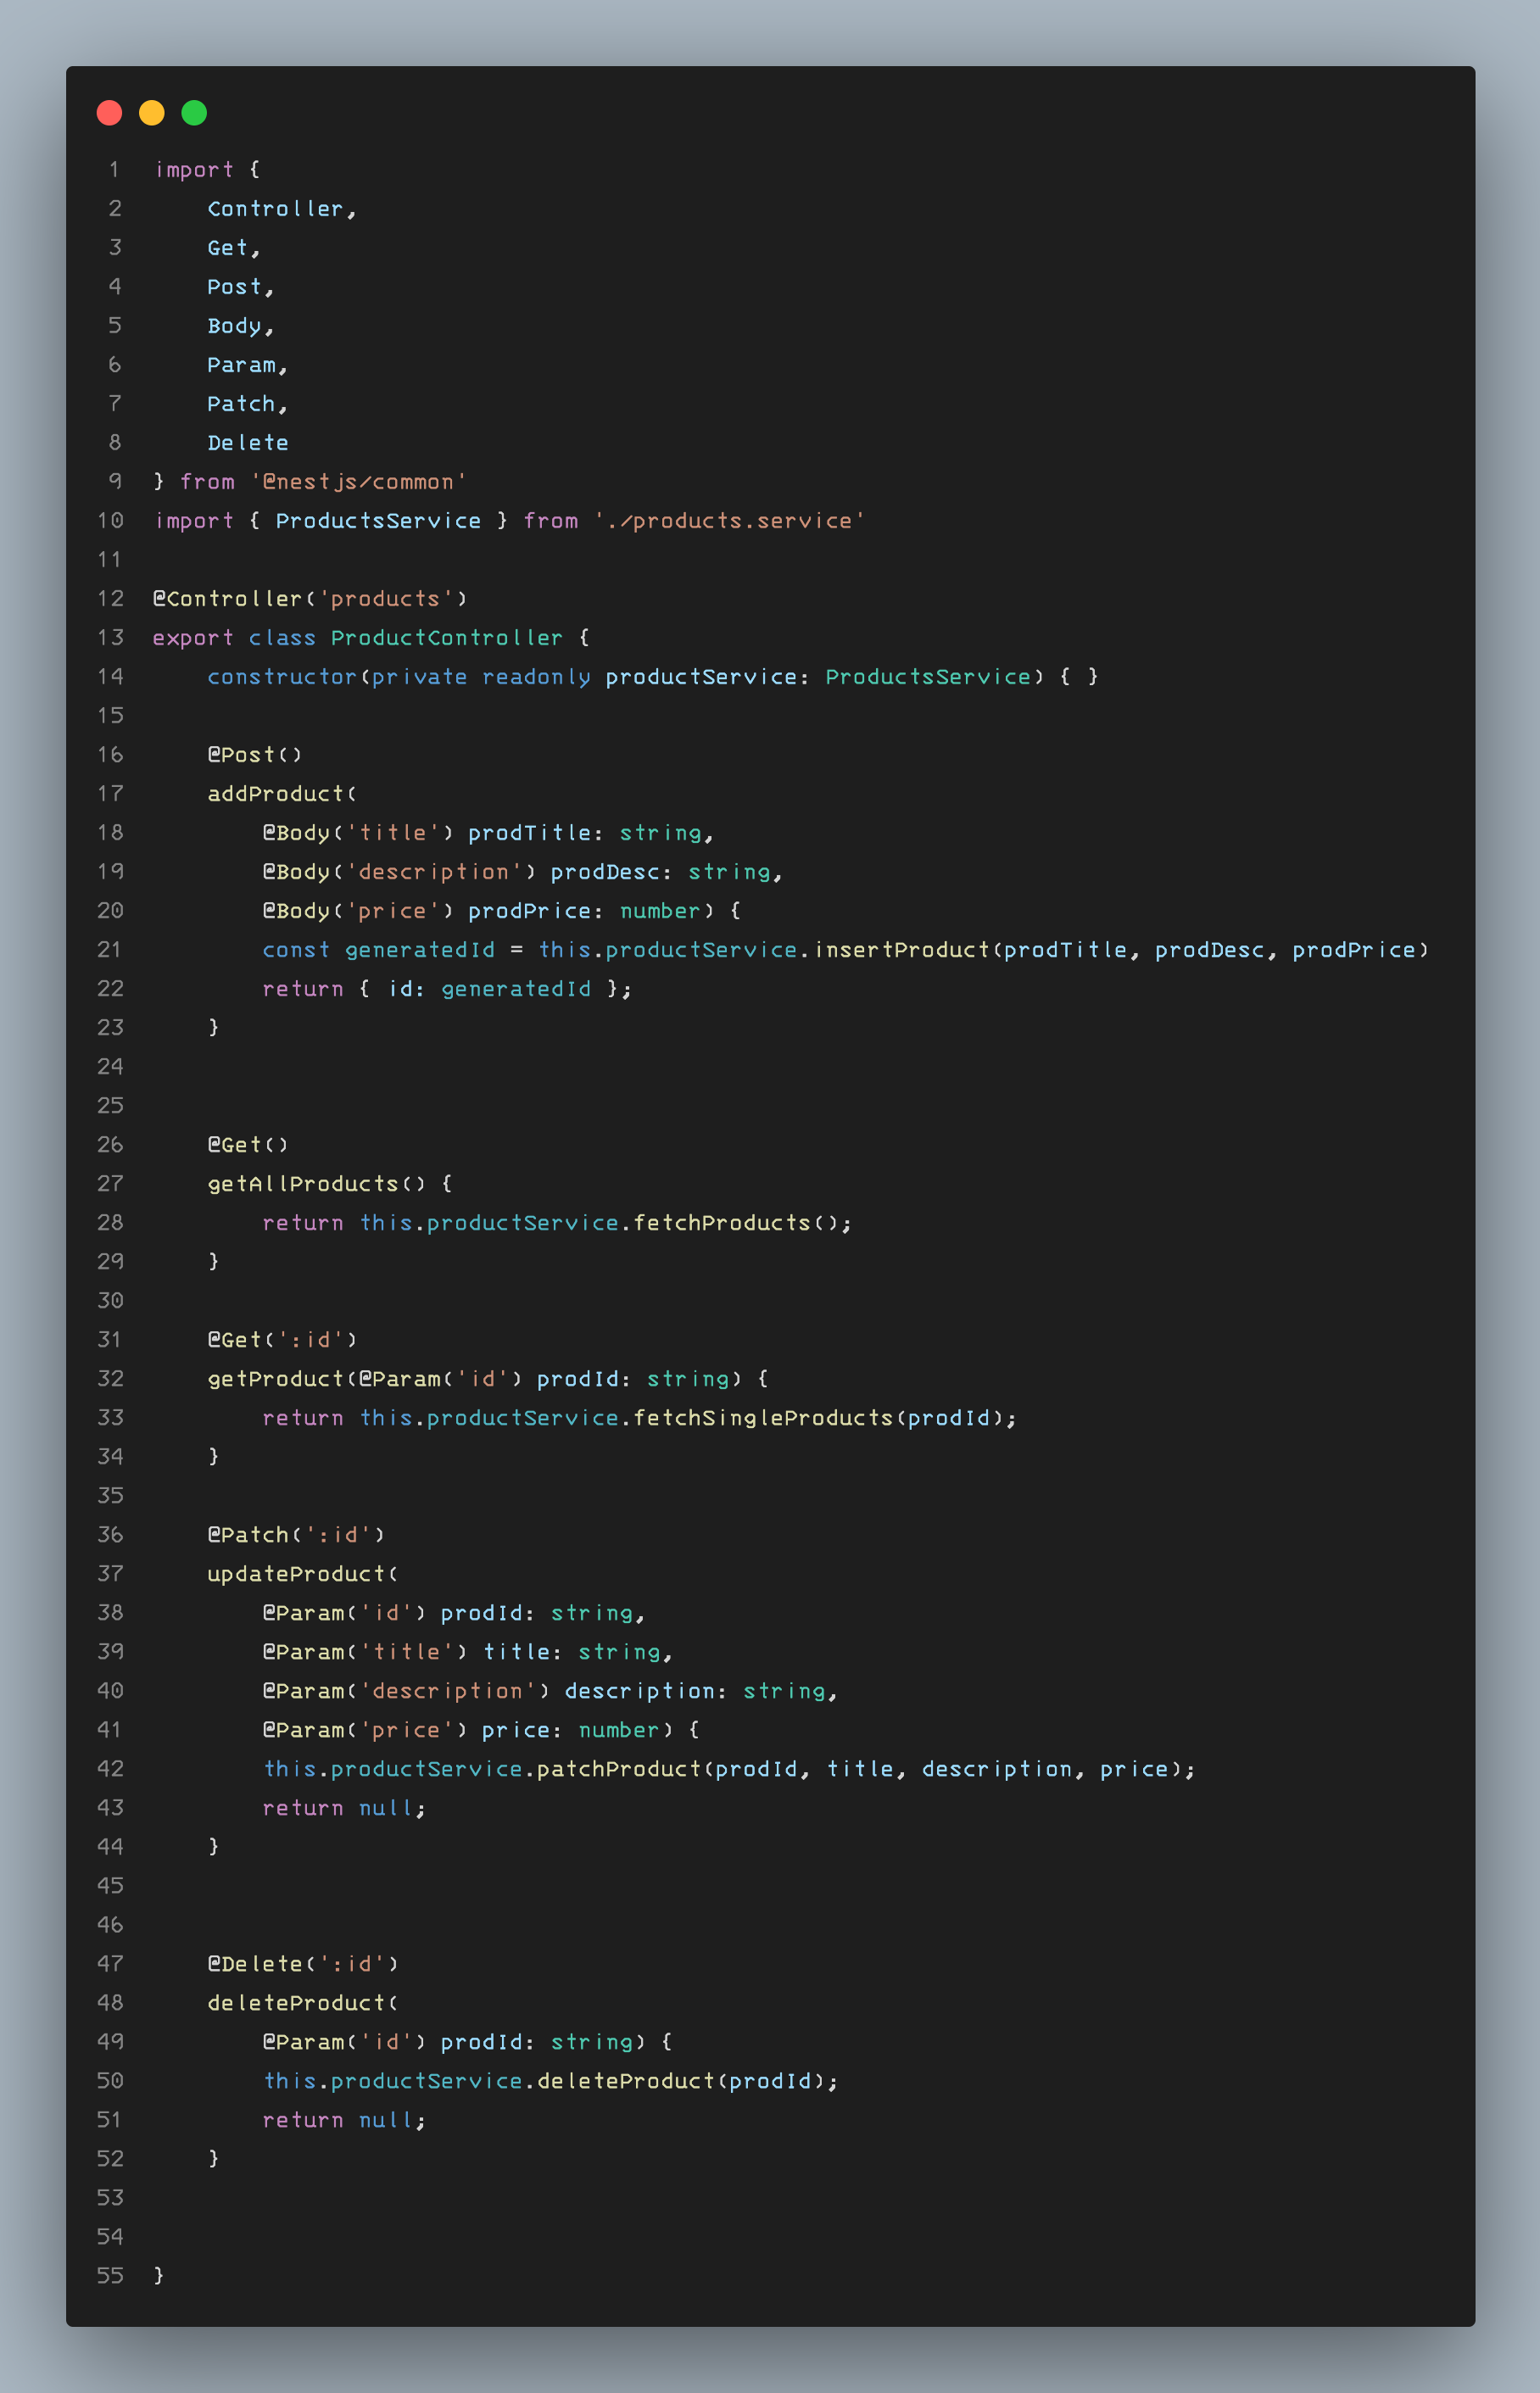 1 import {
2     Controller,
3     Get,
4     Post,
5     Body,
6     Param,
7     Patch,
8     Delete
9 } from '@nestjs/common'
10 import { ProductsService } from './products.service'
11
12 @Controller('products')
13 export class ProductController {
14     constructor(private readonly productService: ProductsService) { }
15
16     @Post()
17     addProduct(
18         @Body('title') prodTitle: string,
19         @Body('description') prodDesc: string,
20         @Body('price') prodPrice: number) {
21         const generatedId = this.productService.insertProduct(prodTitle, prodDesc, prodPrice)
22         return { id: generatedId };
23     }
24
25
26     @Get()
27     getAllProducts() {
28         return this.productService.fetchProducts();
29     }
30
31     @Get(':id')
32     getProduct(@Param('id') prodId: string) {
33         return this.productService.fetchSingleProducts(prodId);
34     }
35
36     @Patch(':id')
37     updateProduct(
38         @Param('id') prodId: string,
39         @Param('title') title: string,
40         @Param('description') description: string,
41         @Param('price') price: number) {
42         this.productService.patchProduct(prodId, title, description, price);
43         return null;
44     }
45
46
47     @Delete(':id')
48     deleteProduct(
49         @Param('id') prodId: string) {
50         this.productService.deleteProduct(prodId);
51         return null;
52     }
53
54
55 }